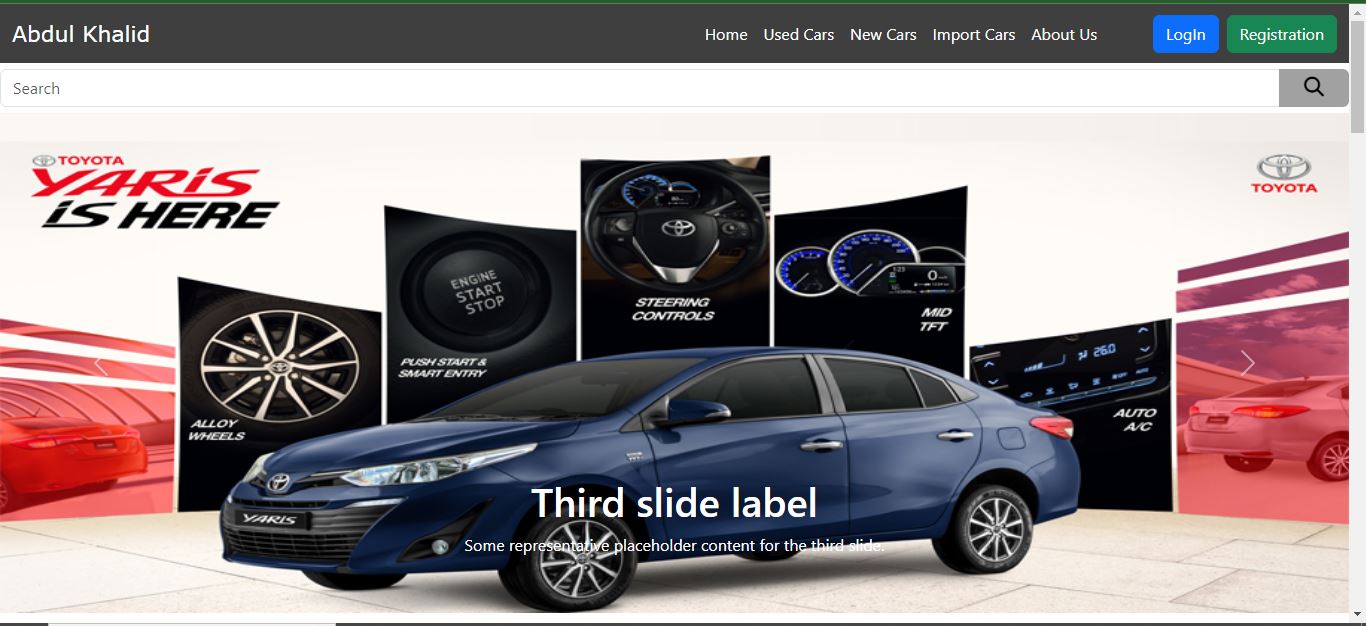 Abdul Khalid
Home Used Cars New Cars Import Cars About Us LogIn Registration
Search
TOYOTA
YARIS
IS HERE
TOYOTA
ENGINE
START
STOP
PUSH START &
SMART ENTRY
STEERING
CONTROLS
MID
TFT
26.0
AUTO
A/C
ALLOY
WHEELS
YARIS
Third slide label
Some representative placeholder content for the third slide.